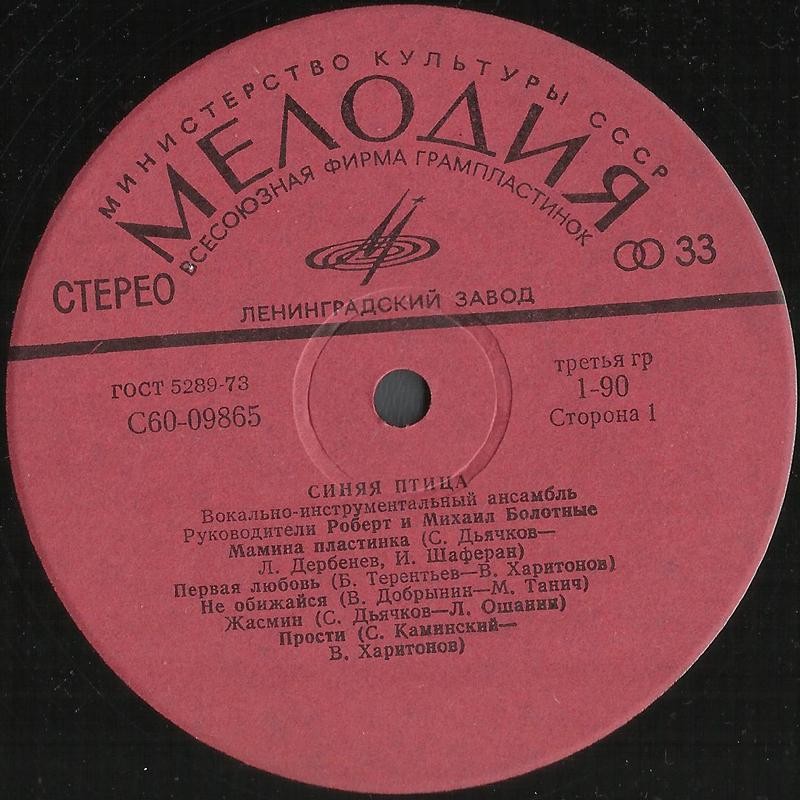 МИНИСТЕРСТВО КУЛЬТУРЫ СССР
МЕЛОДИЯ
ВСЕСОЮЗНАЯ ФИРМА ГРАМПЛАСТИНОК
СТЕРЕО
33
ЛЕНИНГРАДСКИЙ ЗАВОД
ГОСТ 5289-73
С60-09865
третья гр
1-90
Сторона 1
СИНЯЯ ПТИЦА
Вокально-инструментальный ансамбль
Руководители Роберт и Михаил Болотные
Мамина пластинка (С. Дьячков—
Л. Дербенев, И. Шаферан)
Первая любовь (Б. Терентьев—В. Харитонов)
Не обижайся (В. Добрынин—М. Танич)
Жасмин (С. Дьячков—Л. Ошанин)
Прости (С. Каминский—
В. Харитонов)